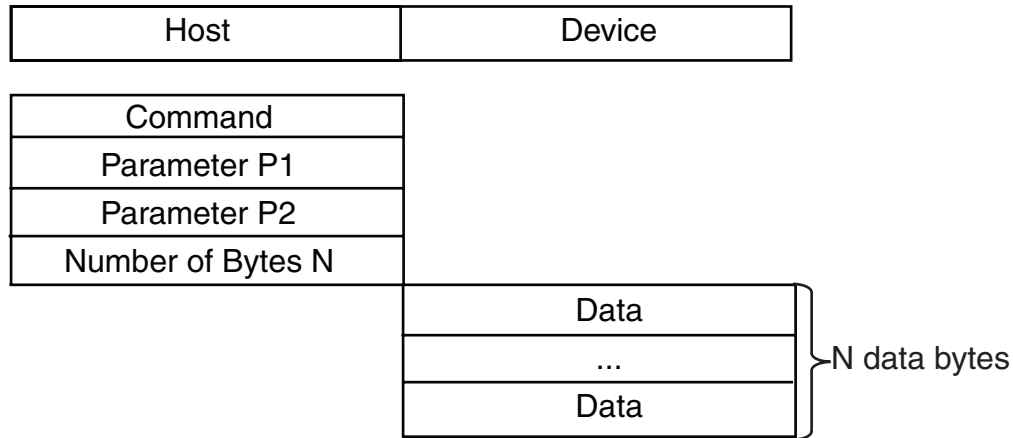 Host Device
Command
Parameter P1
Parameter P2
Number of Bytes N
Data
...
N data bytes
Data